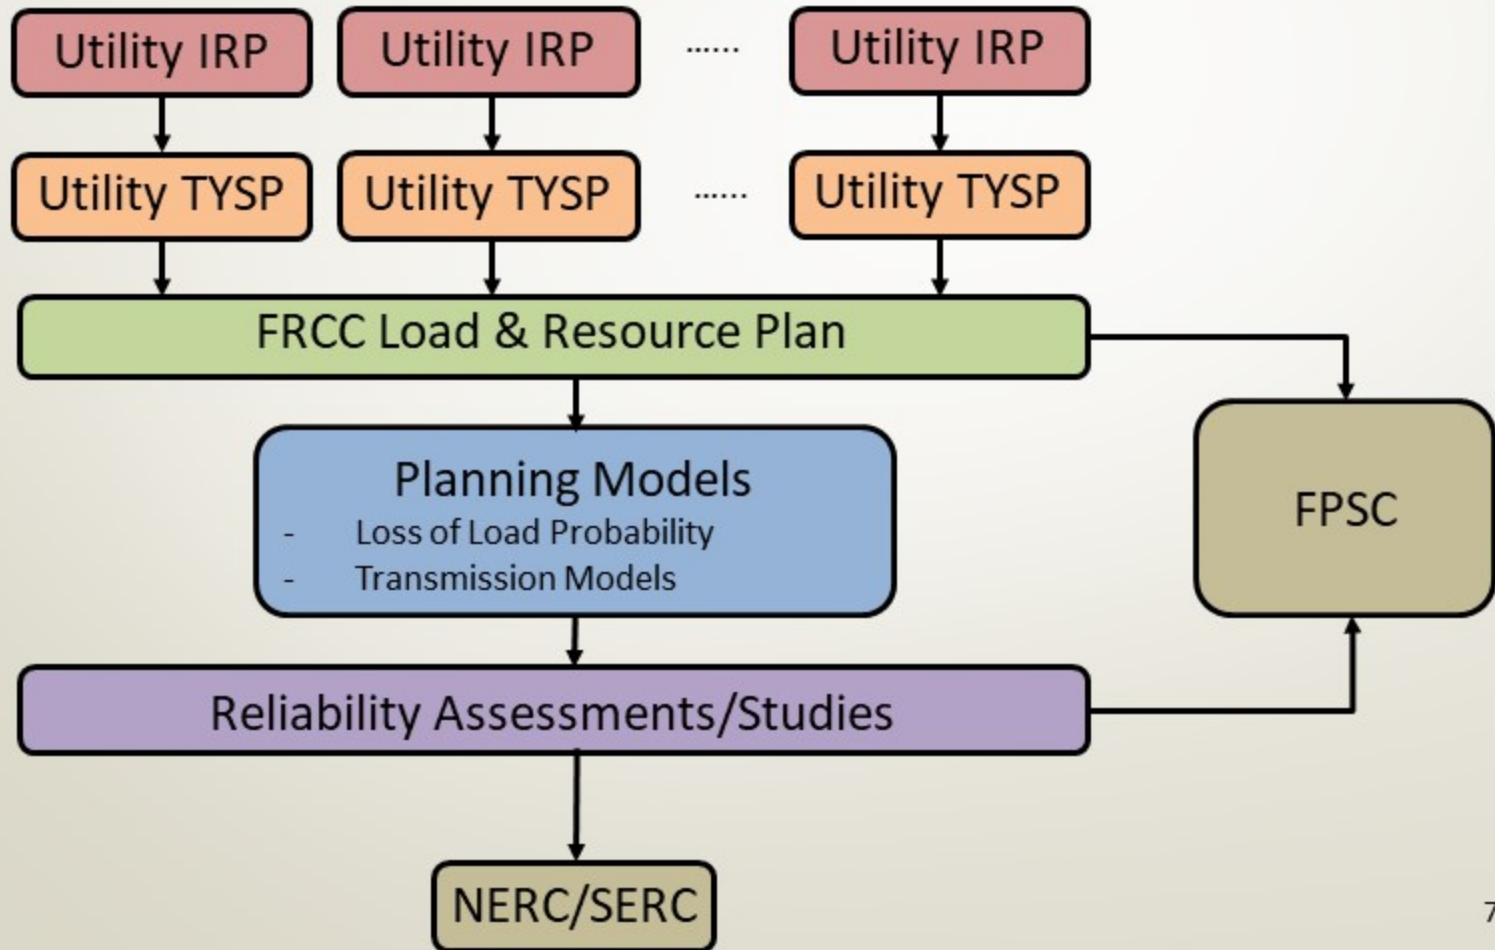 Utility IRP
Utility IRP
......
Utility IRP
Utility TYSP
Utility TYSP
......
Utility TYSP
FRCC Load & Resource Plan
Planning Models
- Loss of Load Probability
- Transmission Models
FPSC
Reliability Assessments/Studies
NERC/SERC
7